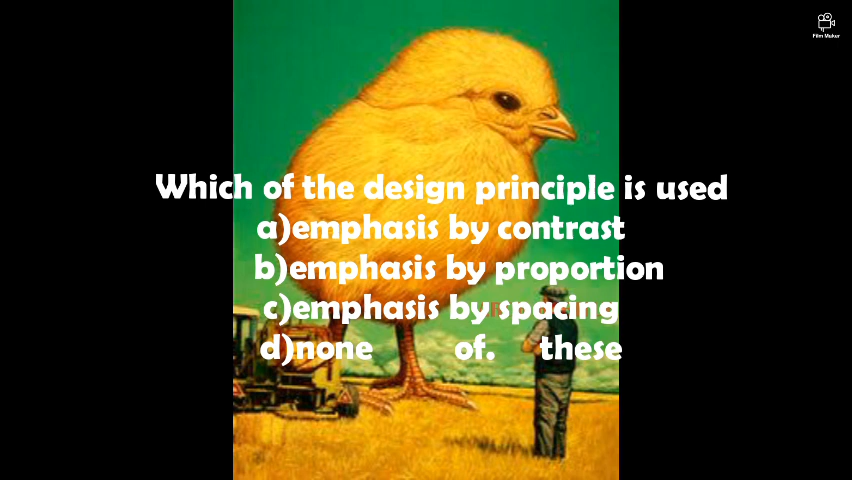 Film Maker
Which of the design principle is used
a)emphasis by contrast
b)emphasis by proportion
c)emphasis by spacing
d)none of. these